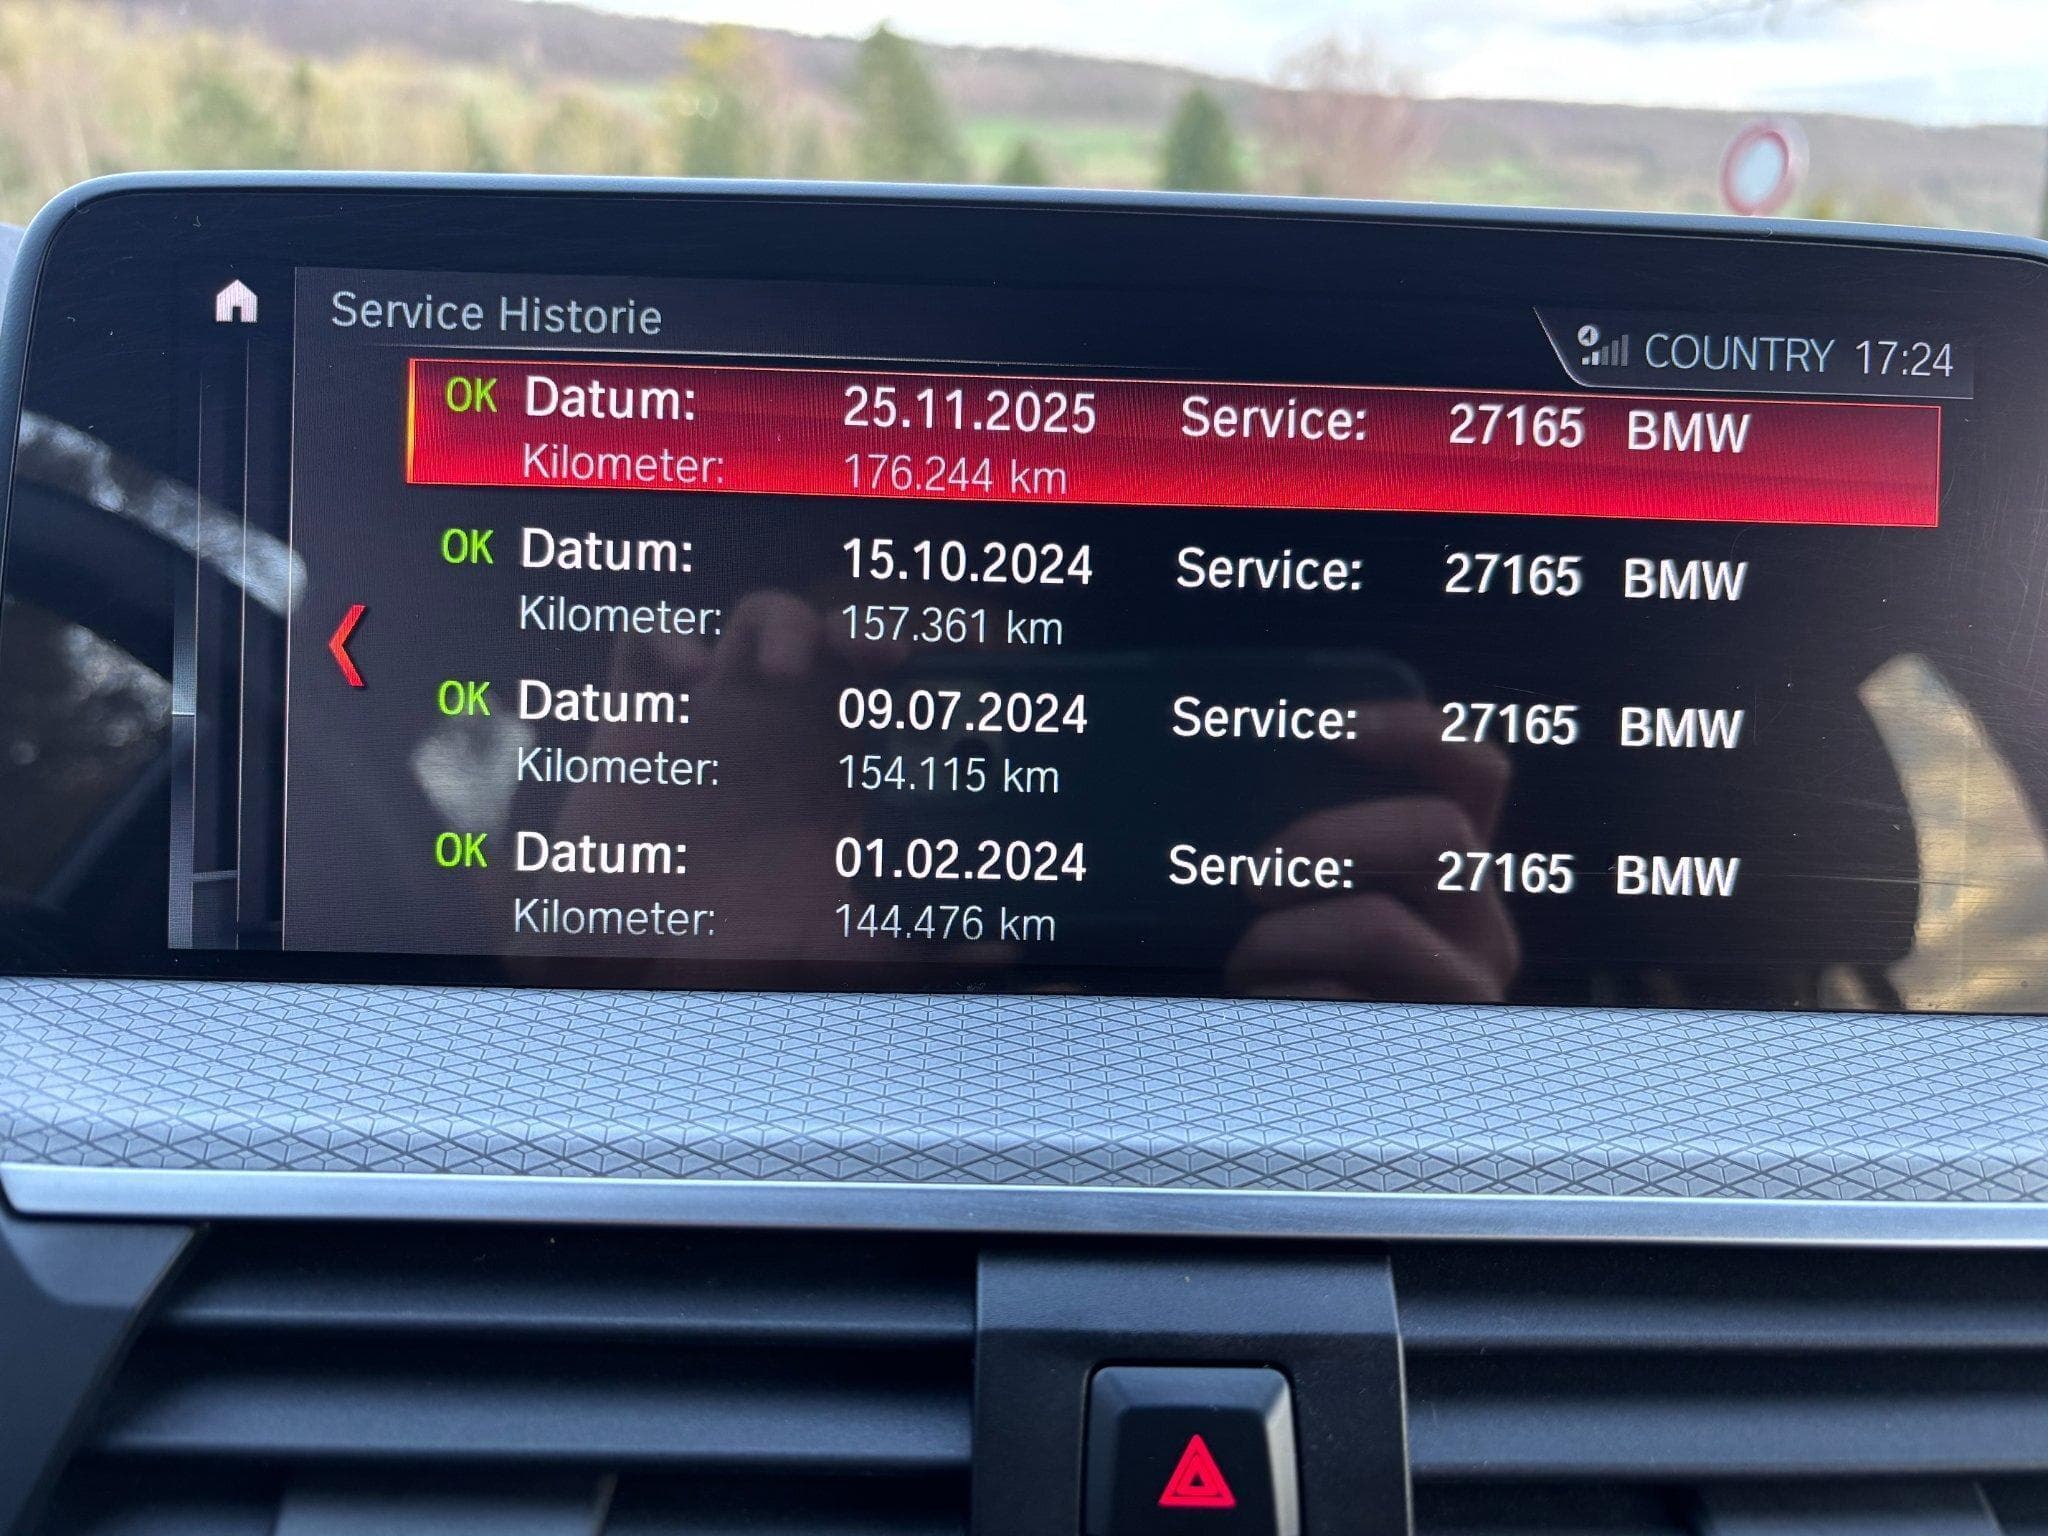 Service Historie
COUNTRY 17:24
OK Datum: 25.11.2025 Service: 27165 BMW
Kilometer: 176.244 km
OK Datum: 15.10.2024 Service: 27165 BMW
Kilometer: 157.361 km
OK Datum: 09.07.2024 Service: 27165 BMW
Kilometer: 154.115 km
OK Datum: 01.02.2024 Service: 27165 BMW
Kilometer: 144.476 km